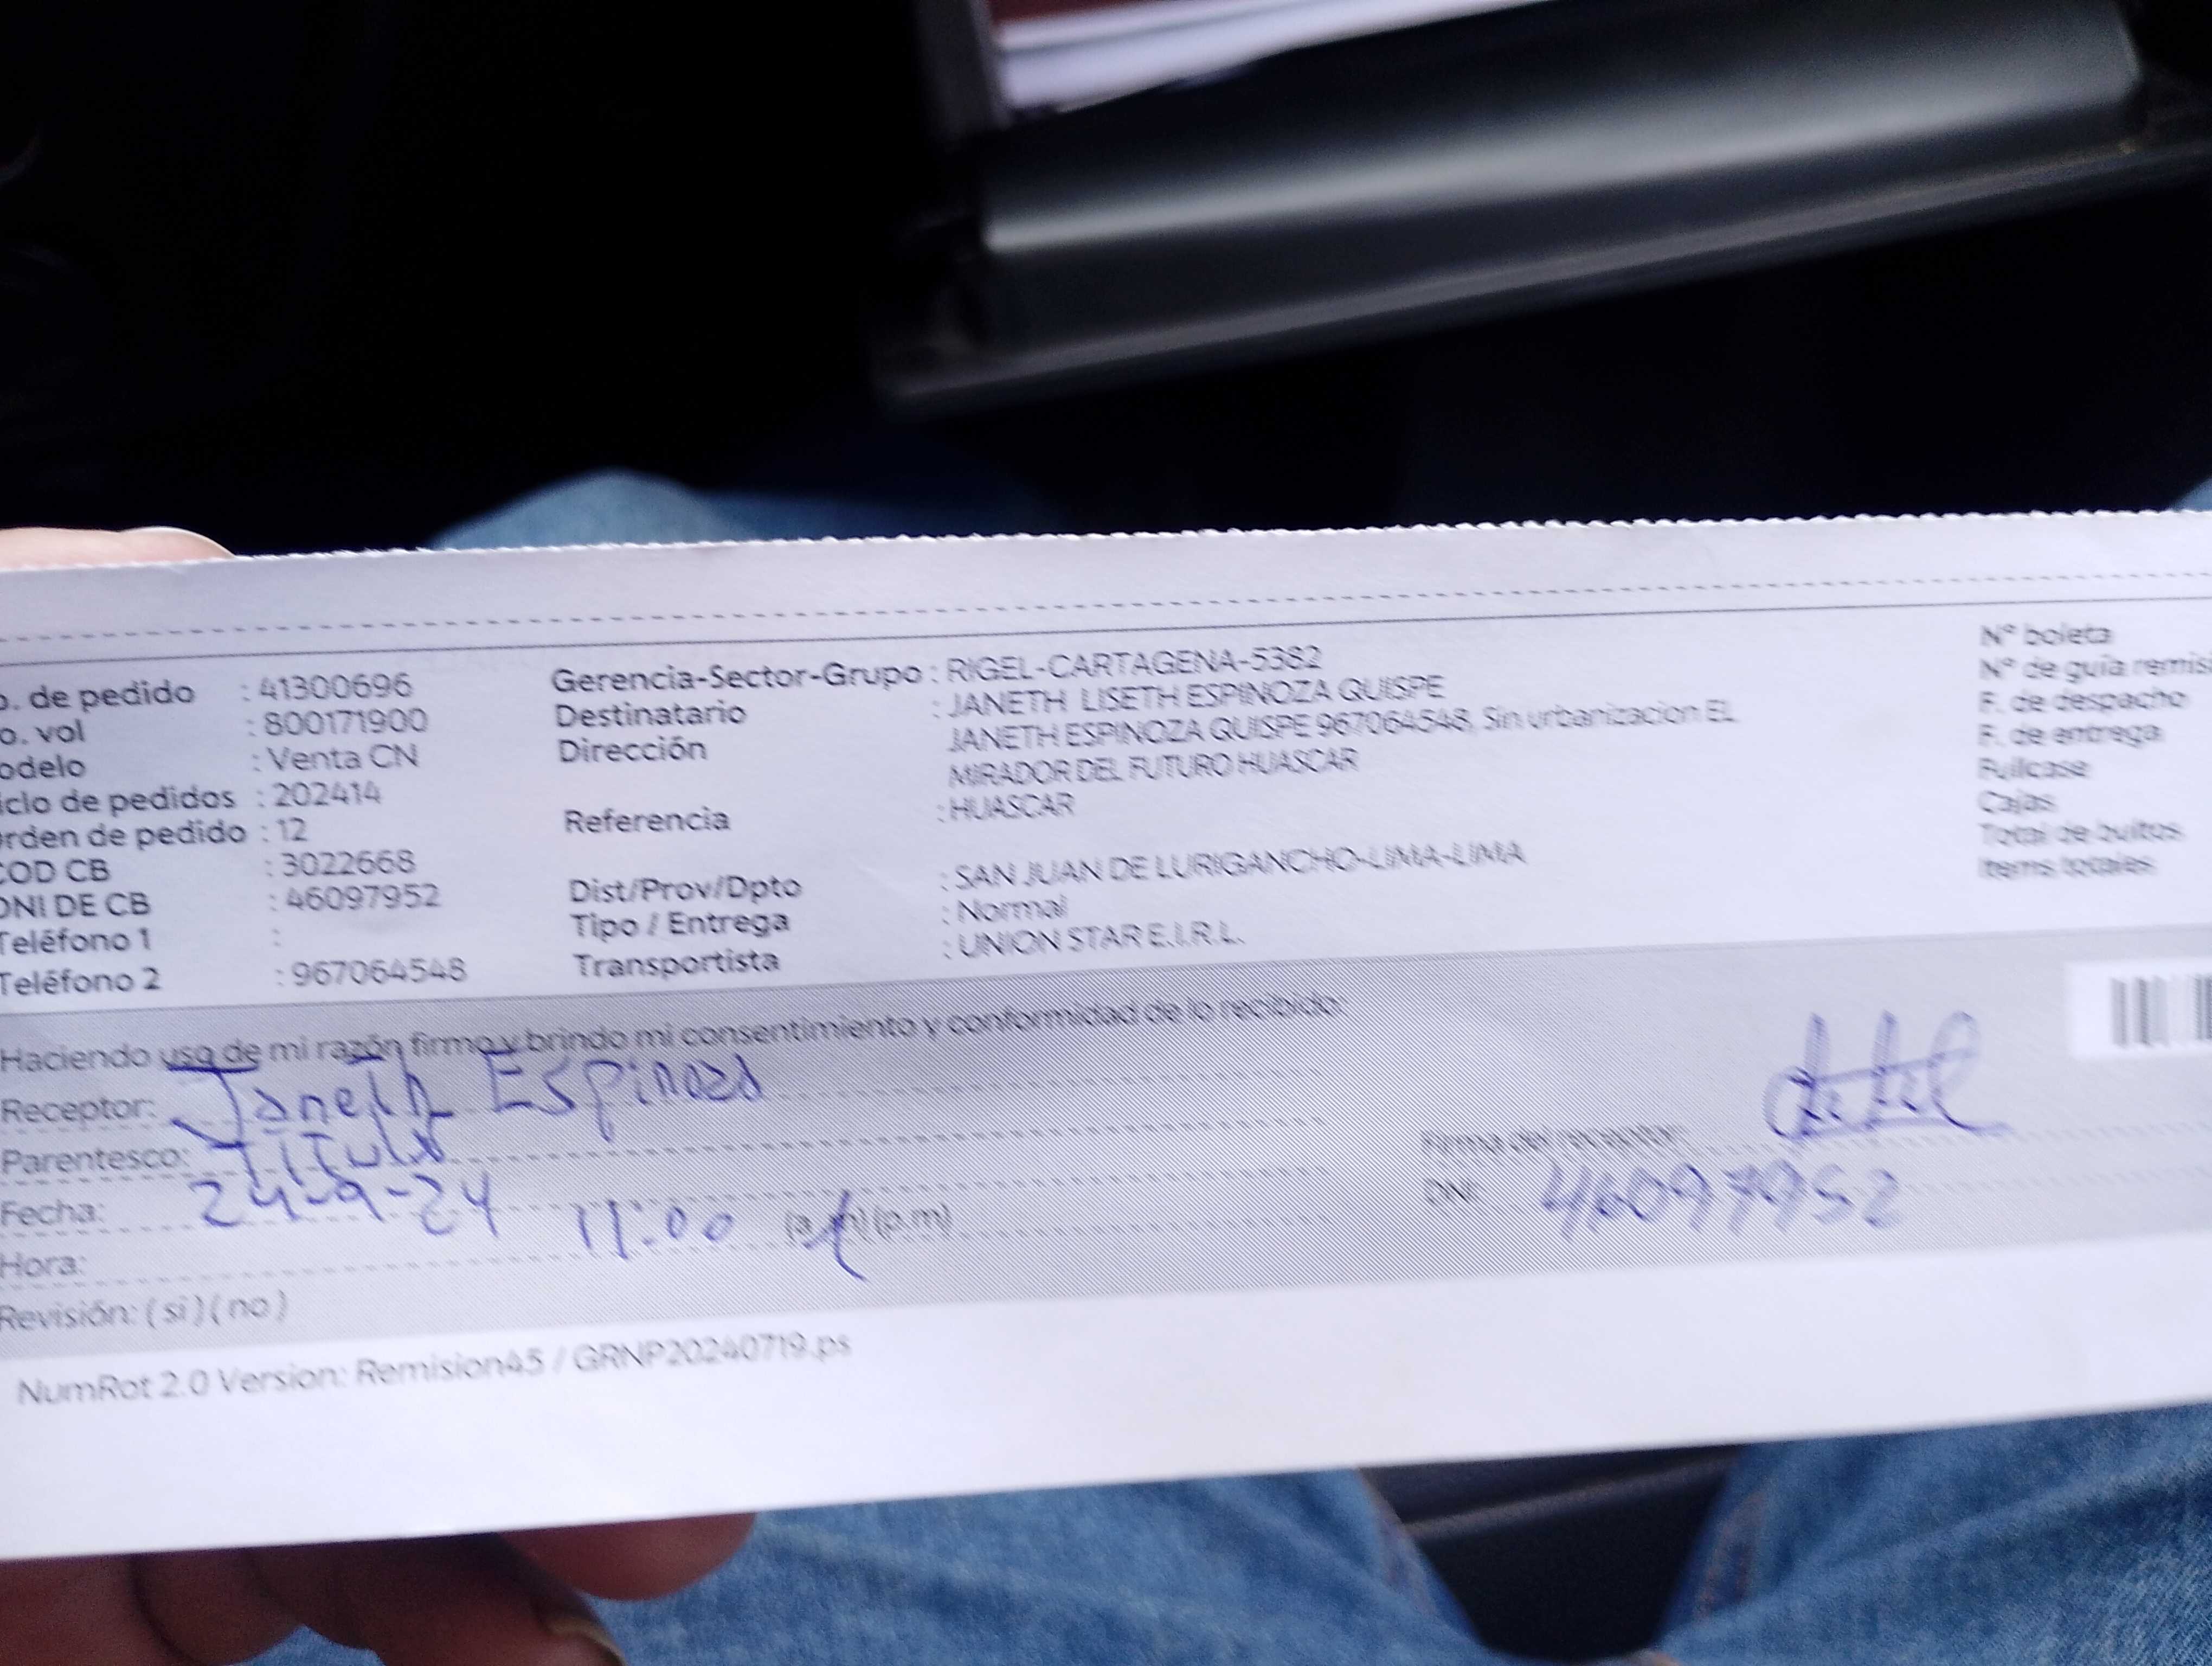 o. de pedido : 41300696
o. vol : 800171900
odelo : Venta CN
iclo de pedidos : 202414
rden de pedido : 12
COD CB : 3022668
DNI DE CB : 46097952
Teléfono 1 :
Teléfono 2 : 967064548
Gerencia-Sector-Grupo : RIGEL-CARTAGENA-5382
Destinatario : JANETH LISETH ESPINOZA QUISPE
Dirección JANETH ESPINOZA QUISPE 967064548, Sin urbanizacion EL
MIRADOR DEL FUTURO HUASCAR
Referencia : HUASCAR
Dist/Prov/Dpto : SAN JUAN DE LURIGANCHO-LIMA-LIMA
Tipo / Entrega : Normal
Transportista : UNION STAR E.I.R.L.
N° boleta
N° de guía remisi
F. de despacho
F. de entrega
Fullcase
Cajas
Total de bultos
Items totales
Haciendo uso de mi razón firmo y brindo mi consentimiento y conformidad de lo recibido:
Receptor: Janeth Espinoza
Parentesco: Titular
Fecha: 24-9-24
Hora: 11:00 (a.m) (p.m)
Revisión: ( si ) ( no )
Firma del receptor:
DNI: 46097952
NumRot 2.0 Version: Remision45 / GRNP20240719.ps